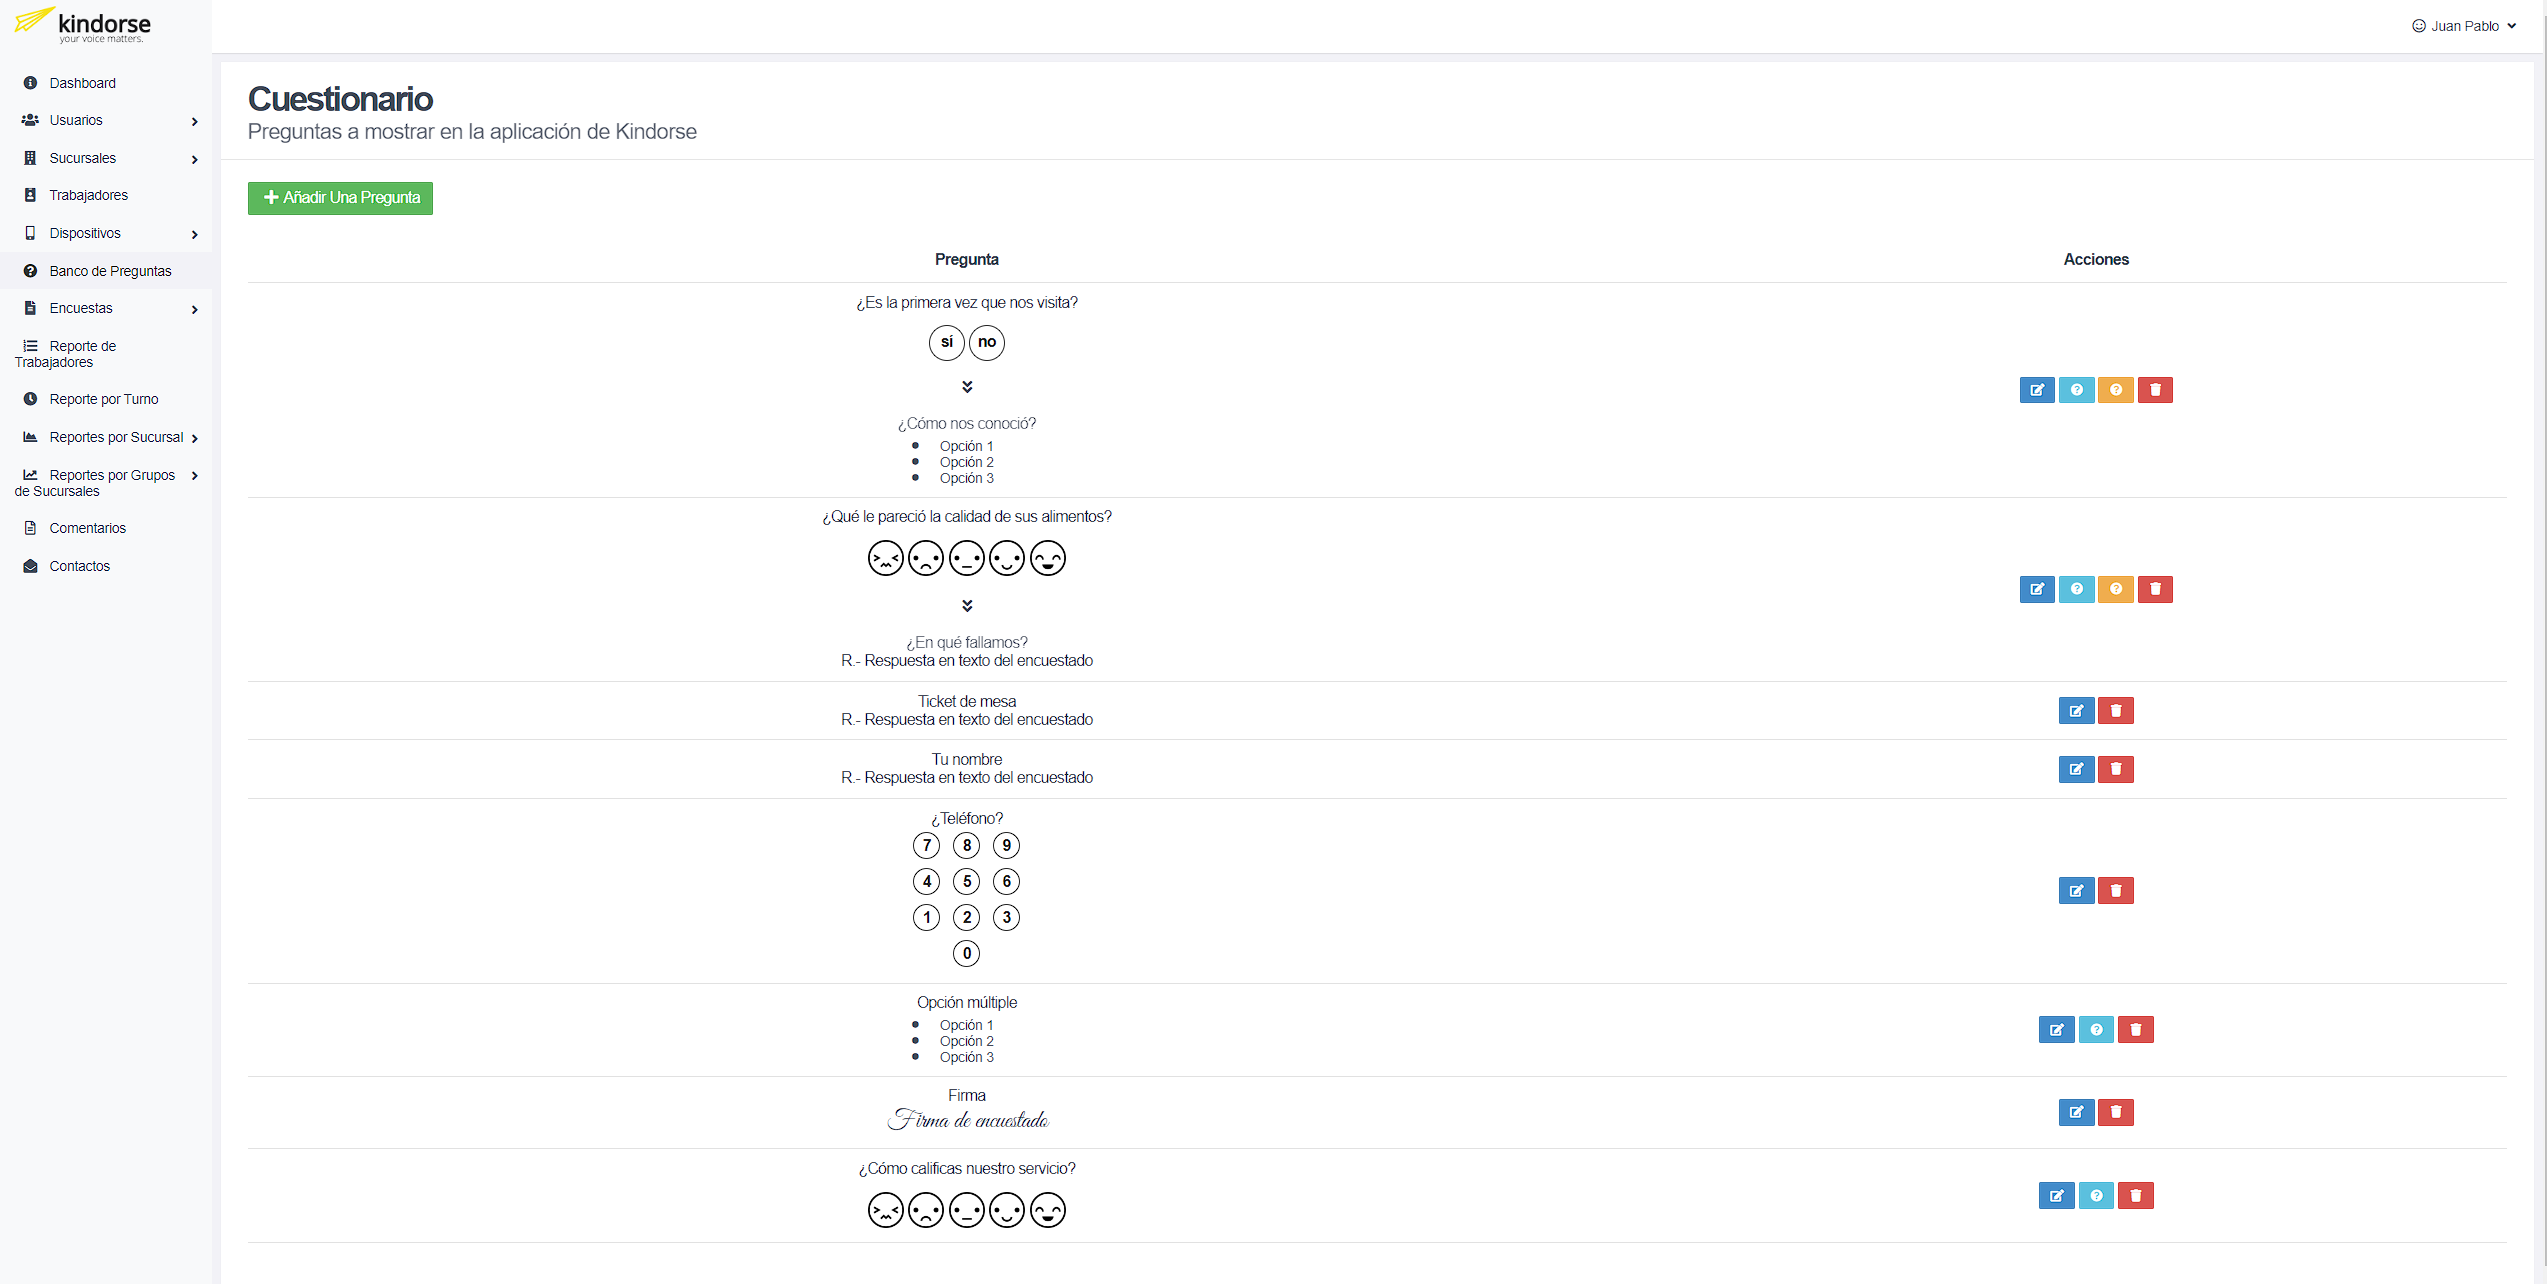 kindorse
your voice matters.
Juan Pablo
Dashboard
Usuarios
Sucursales
Trabajadores
Dispositivos
Banco de Preguntas
Encuestas
Reporte de
Trabajadores
Reporte por Turno
Reportes por Sucursal
Reportes por Grupos
de Sucursales
Comentarios
Contactos
Cuestionario
Preguntas a mostrar en la aplicación de Kindorse
Añadir Una Pregunta
Pregunta Acciones
¿Es la primera vez que nos visita?
sí no
¿Cómo nos conoció?
Opción 1
Opción 2
Opción 3
¿Qué le pareció la calidad de sus alimentos?
¿En qué fallamos?
R.- Respuesta en texto del encuestado
Ticket de mesa
R.- Respuesta en texto del encuestado
Tu nombre
R.- Respuesta en texto del encuestado
¿Teléfono?
7 8 9
4 5 6
1 2 3
0
Opción múltiple
Opción 1
Opción 2
Opción 3
Firma
Firma de encuestado
¿Cómo calificas nuestro servicio?